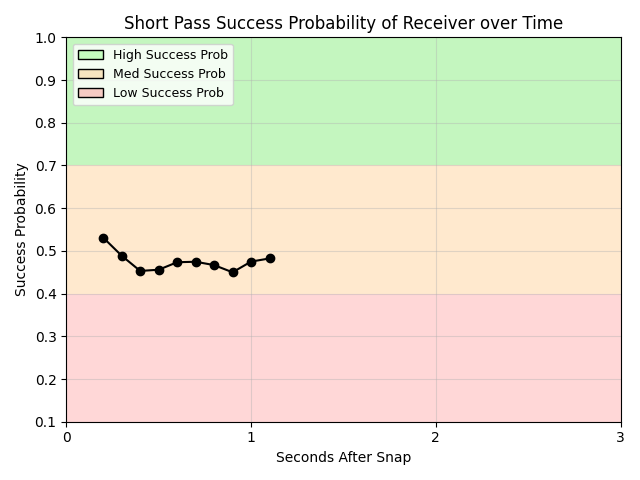 Short Pass Success Probability of Receiver over Time
High Success Prob
Med Success Prob
Low Success Prob
Success Probability
1.0
0.9
0.8
0.7
0.6
0.5
0.4
0.3
0.2
0.1
0 1 2 3
Seconds After Snap